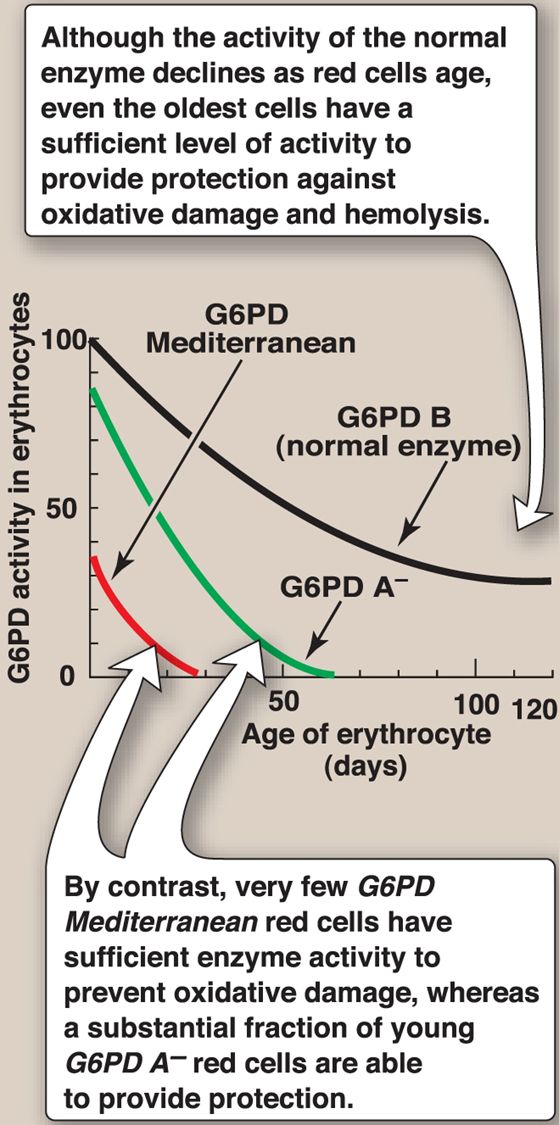 Although the activity of the normal
enzyme declines as red cells age,
even the oldest cells have a
sufficient level of activity to
provide protection against
oxidative damage and hemolysis.
G6PD activity in erythrocytes
100
50
0
G6PD
Mediterranean
G6PD B
(normal enzyme)
G6PD A⁻
50
100
120
Age of erythrocyte
(days)
By contrast, very few G6PD
Mediterranean red cells have
sufficient enzyme activity to
prevent oxidative damage, whereas
a substantial fraction of young
G6PD A⁻ red cells are able
to provide protection.